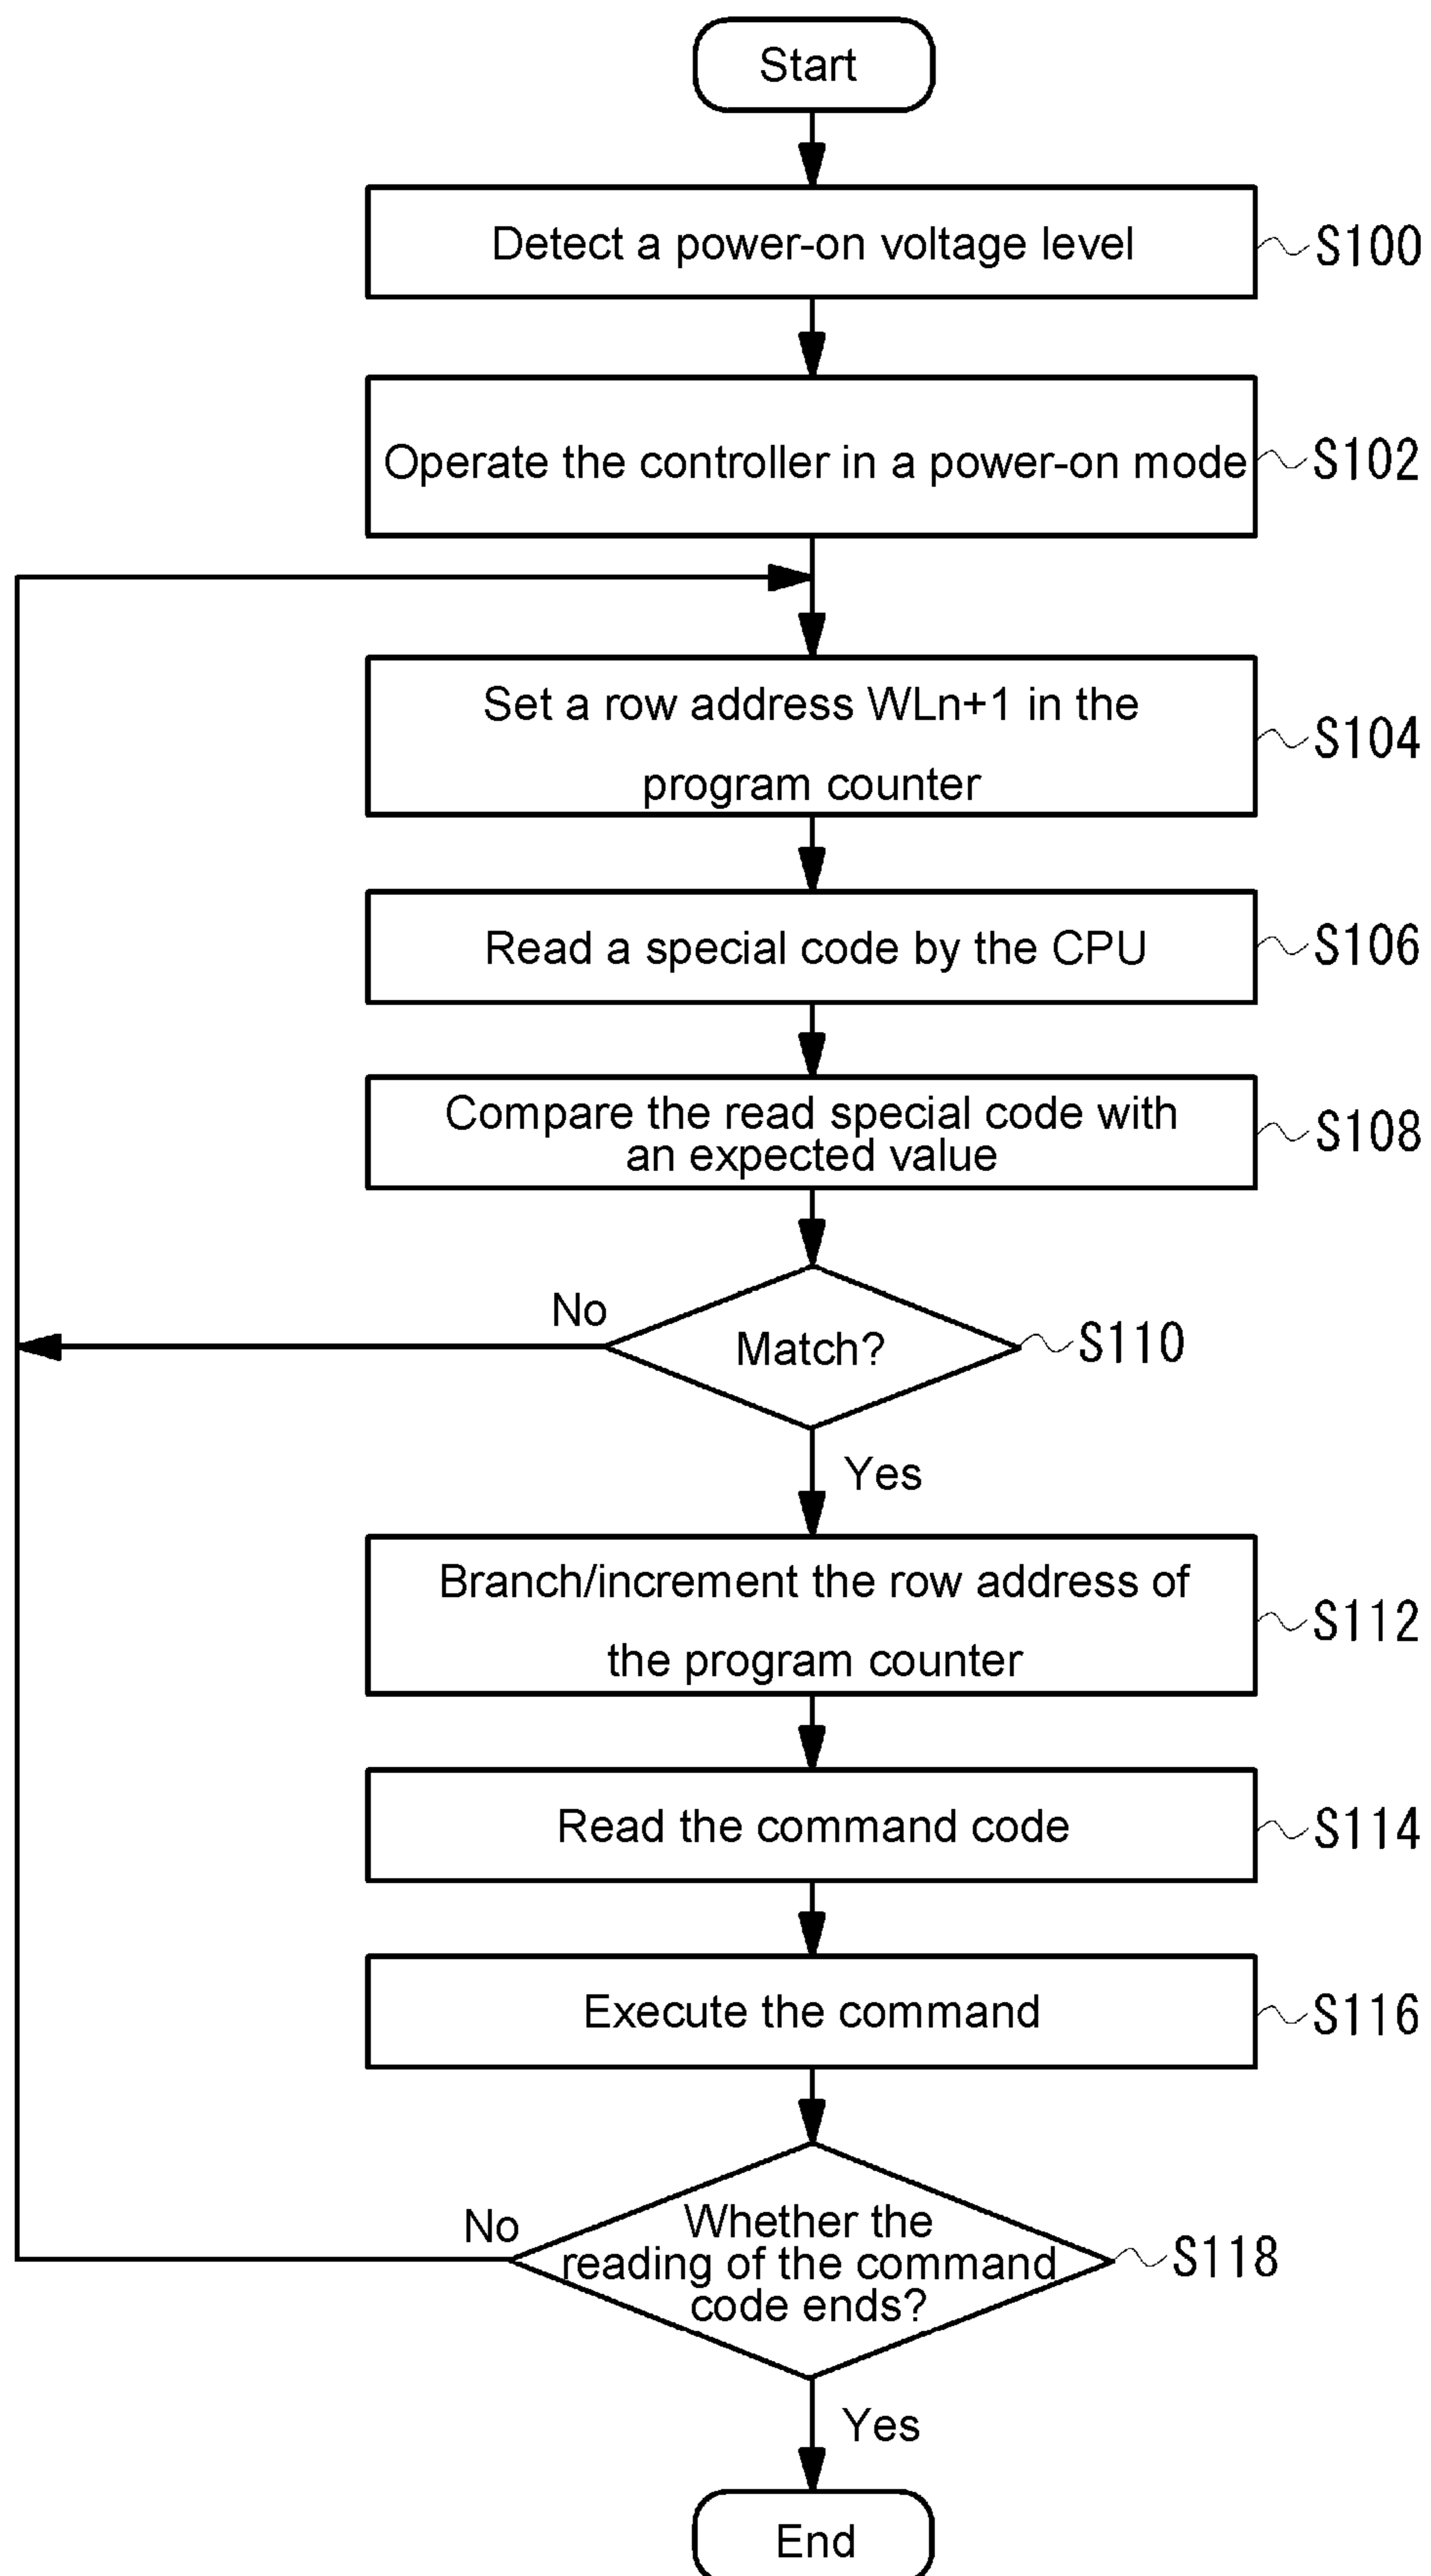 Start
Detect a power-on voltage level
S100
Operate the controller in a power-on mode
S102
Set a row address WLn+1 in the
program counter
S104
Read a special code by the CPU
S106
Compare the read special code with
an expected value
S108
No
Match?
S110
Yes
Branch/increment the row address of
the program counter
S112
Read the command code
S114
Execute the command
S116
No
Whether the
reading of the command
code ends?
S118
Yes
End